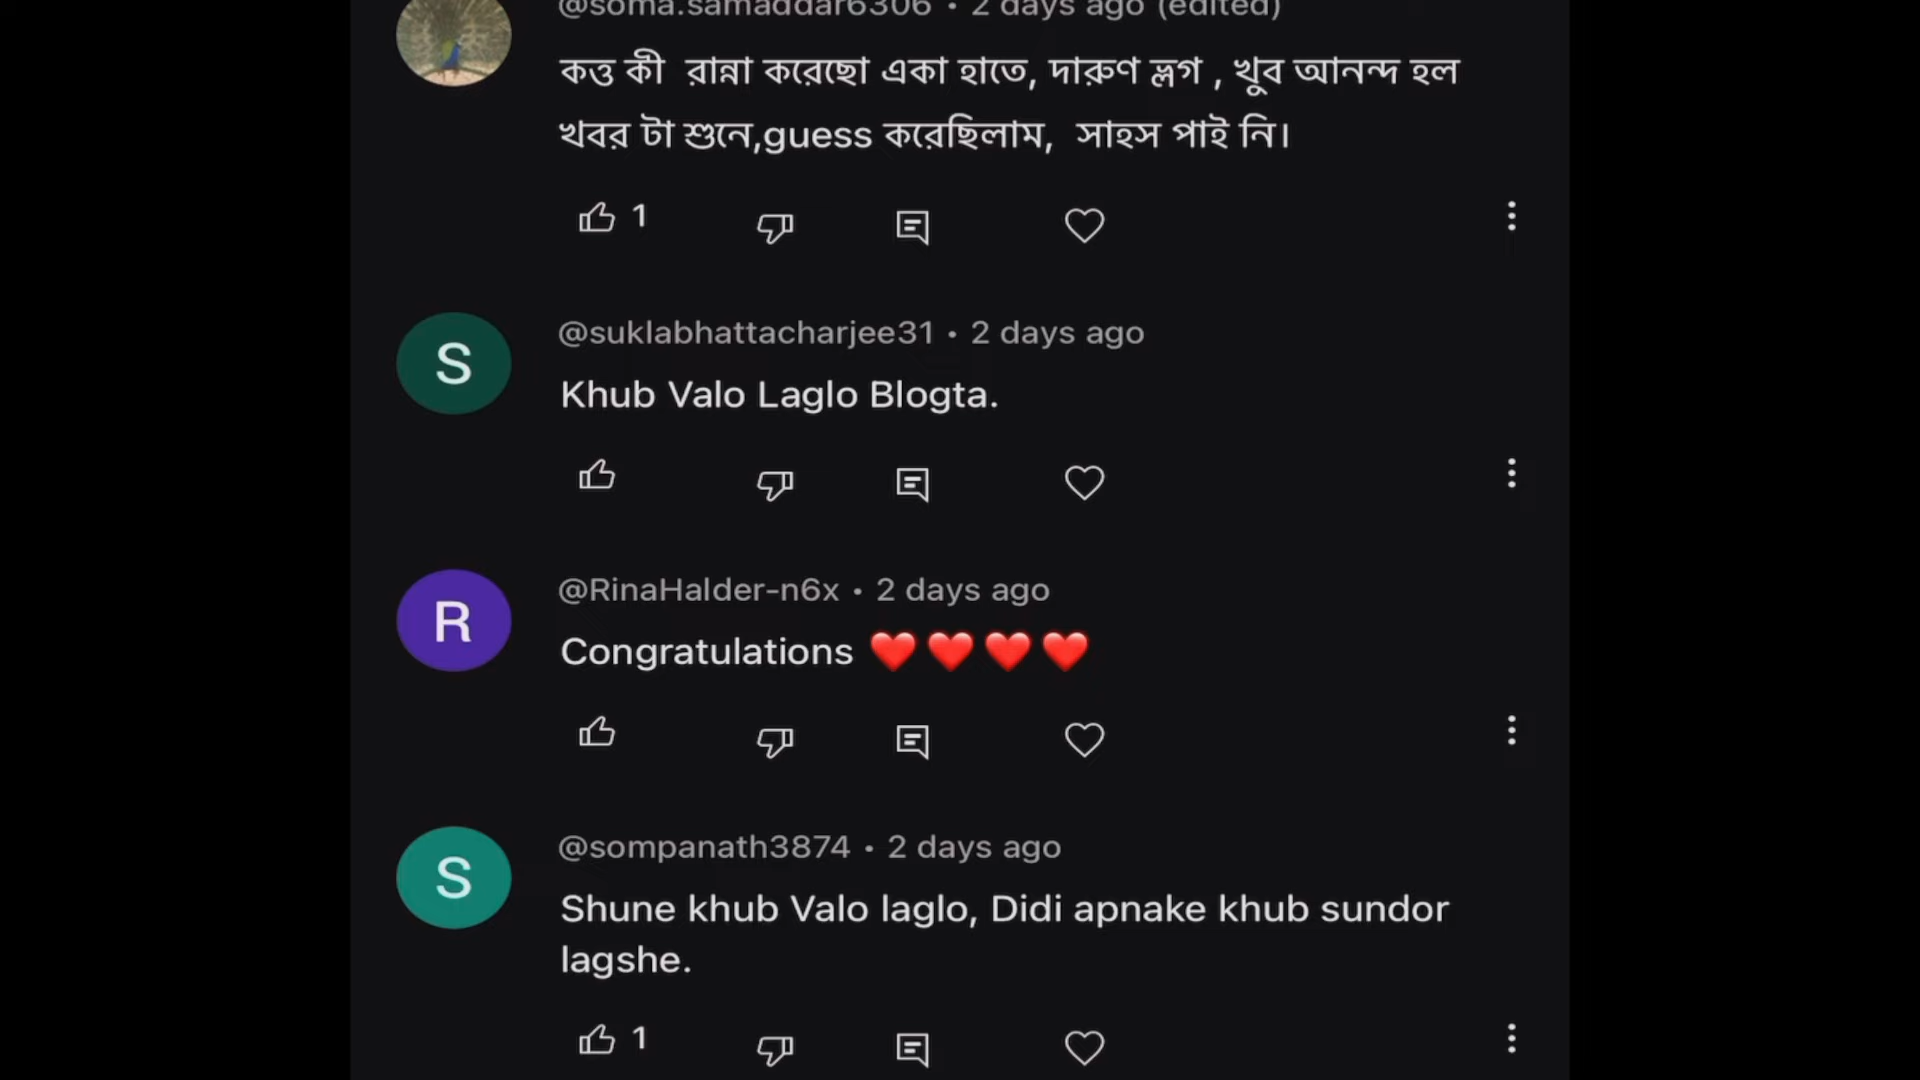 @soma.samaddar6306 • 2 days ago (edited)
কত্ত কী রান্না করেছো একা হাতে, দারুণ ভ্লগ , খুব আনন্দ হল
খবর টা শুনে,guess করেছিলাম, সাহস পাই নি।
1
S
@suklabhattacharjee31 • 2 days ago
Khub Valo Laglo Blogta.
R
@RinaHalder-n6x • 2 days ago
Congratulations ❤️❤️❤️❤️
S
@sompanath3874 • 2 days ago
Shune khub Valo laglo, Didi apnake khub sundor
lagshe.
1